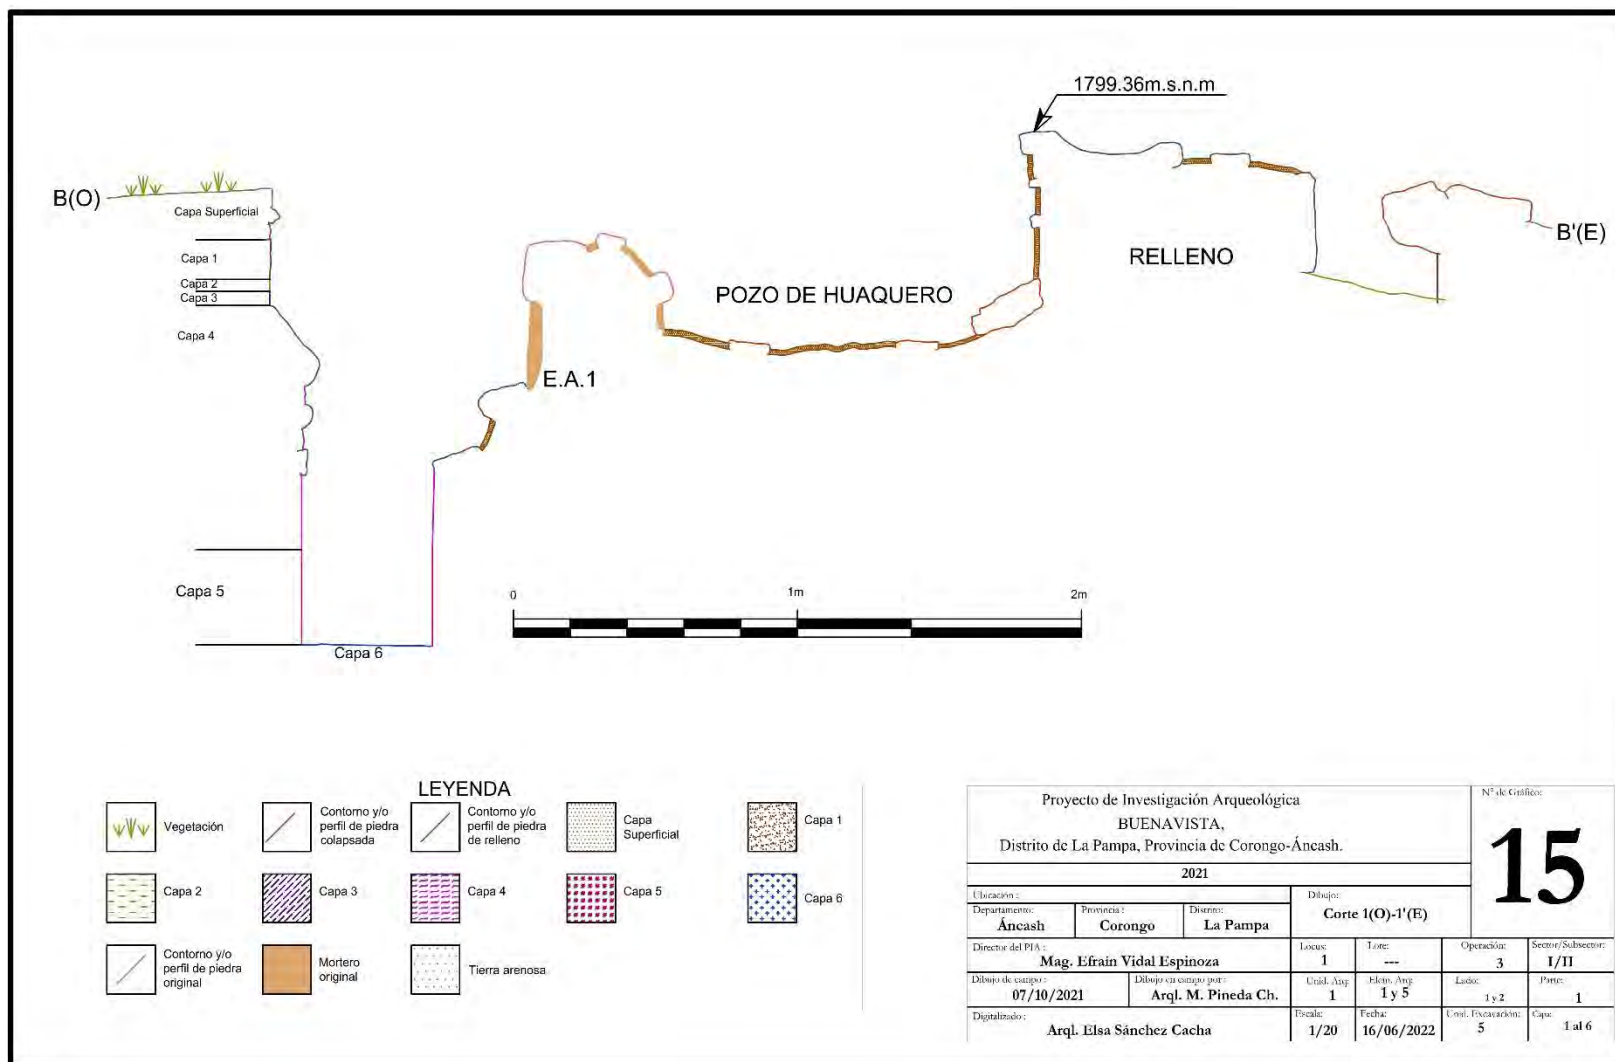 1799.36m.s.n.m
B(O)
Capa Superficial
B'(E)
Capa 1
RELLENO
Capa 2
Capa 3
POZO DE HUAQUERO
Capa 4
E.A.1
Capa 5
0 1m 2m
Capa 6
LEYENDA
Vegetación
Contorno y/o
perfil de piedra
colapsada
Contorno y/o
perfil de piedra
de relleno
Capa
Superficial
Capa 1
Capa 2
Capa 3
Capa 4
Capa 5
Capa 6
Contorno y/o
perfil de piedra
original
Mortero
original
Tierra arenosa
Proyecto de Investigación Arqueológica
BUENAVISTA,
Distrito de La Pampa, Provincia de Corongo-Áncash.
2021
N° de Gráfico:
15
Ubicación :
Departamento: Áncash
Provincia : Corongo
Distrito: La Pampa
Dibujo:
Corte 1(O)-1'(E)
Director del PIA :
Mag. Efraín Vidal Espinoza
Locus: 1
Lote: ---
Operación: 3
Sector/Subsector: I/II
Dibujo de campo : 07/10/2021
Dibujo en campo por : Arql. M. Pineda Ch.
Unid. Arq: 1
Elem. Arq: 1 y 5
Lado: 1 y 2
Parte: 1
Digitalizado :
Arql. Elsa Sánchez Cacha
Escala: 1/20
Fecha: 16/06/2022
Unid. Excavación: 5
Capa: 1 al 6